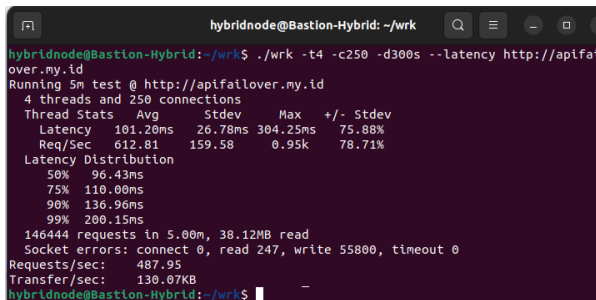 hybridnode@Bastion-Hybrid: ~/wrk
hybridnode@Bastion-Hybrid:~/wrk$ ./wrk -t4 -c250 -d300s --latency http://apifail
over.my.id
Running 5m test @ http://apifailover.my.id
  4 threads and 250 connections
  Thread Stats   Avg      Stdev     Max   +/- Stdev
    Latency   101.20ms   26.78ms 304.25ms   75.88%
    Req/Sec   612.81    159.58     0.95k    78.71%
  Latency Distribution
     50%   96.43ms
     75%  110.00ms
     90%  136.96ms
     99%  200.15ms
  146444 requests in 5.00m, 38.12MB read
  Socket errors: connect 0, read 247, write 55800, timeout 0
Requests/sec:    487.95
Transfer/sec:    130.07KB
hybridnode@Bastion-Hybrid:~/wrk$